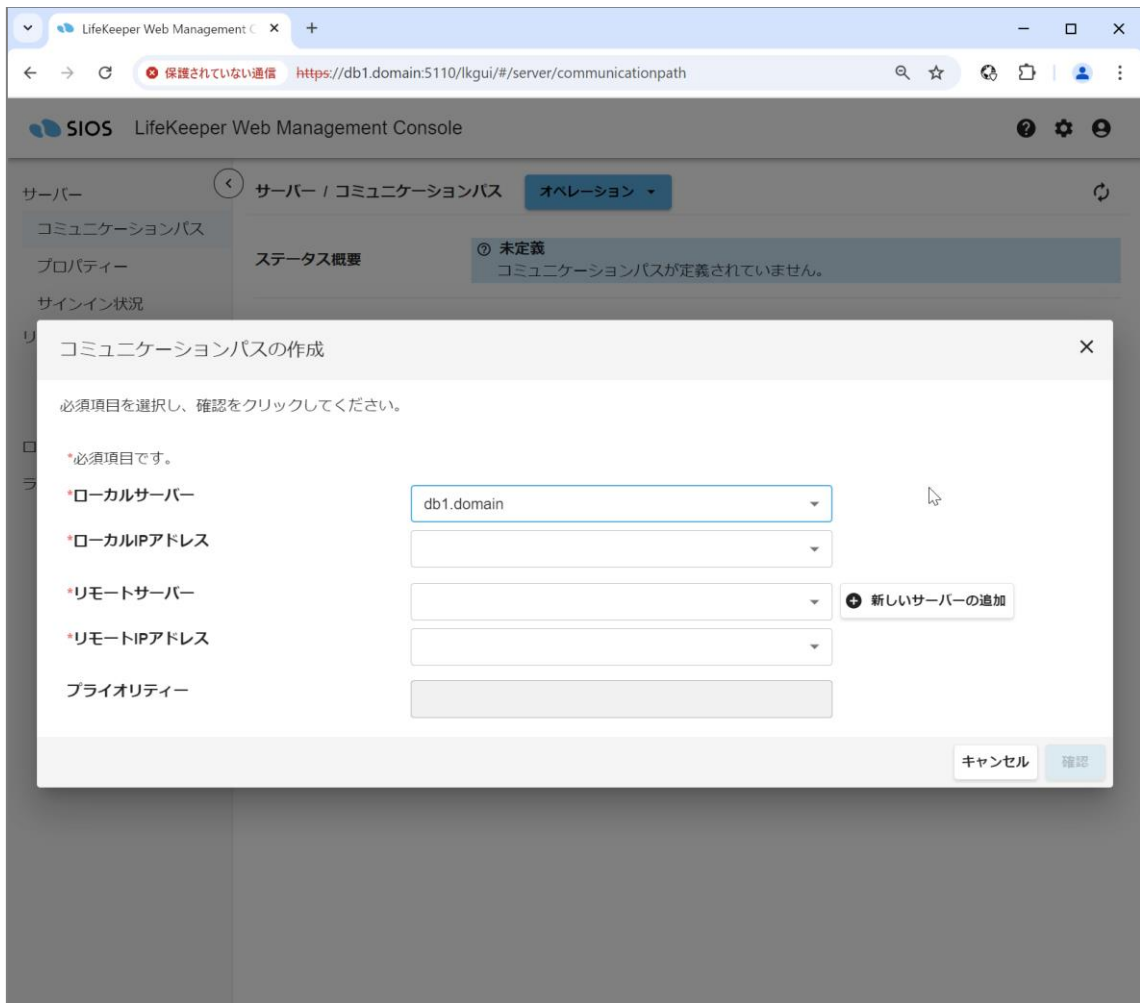 LifeKeeper Web Management C
保護されていない通信 https://db1.domain:5110/lkgui/#/server/communicationpath
SIOS LifeKeeper Web Management Console
サーバー
コミュニケーションパス
プロパティー
サインイン状況
リ
ロ
ラ
サーバー / コミュニケーションパス オペレーション
ステータス概要
未定義
コミュニケーションパスが定義されていません。
コミュニケーションパスの作成
必須項目を選択し、確認をクリックしてください。
*必須項目です。
*ローカルサーバー db1.domain
*ローカルIPアドレス
*リモートサーバー 新しいサーバーの追加
*リモートIPアドレス
プライオリティー
キャンセル 確認